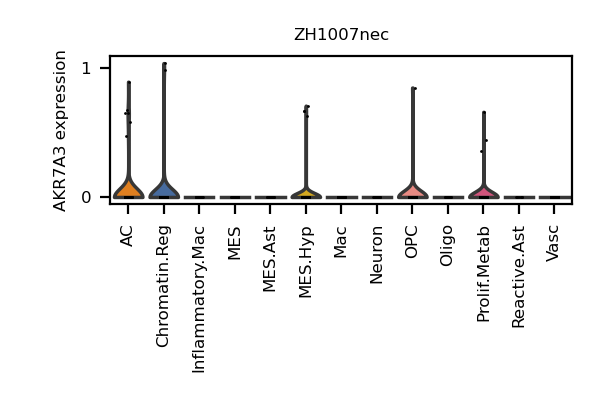 ZH1007nec
AKR7A3 expression
1
0
AC
Chromatin.Reg
Inflammatory.Mac
MES
MES.Ast
MES.Hyp
Mac
Neuron
OPC
Oligo
Prolif.Metab
Reactive.Ast
Vasc